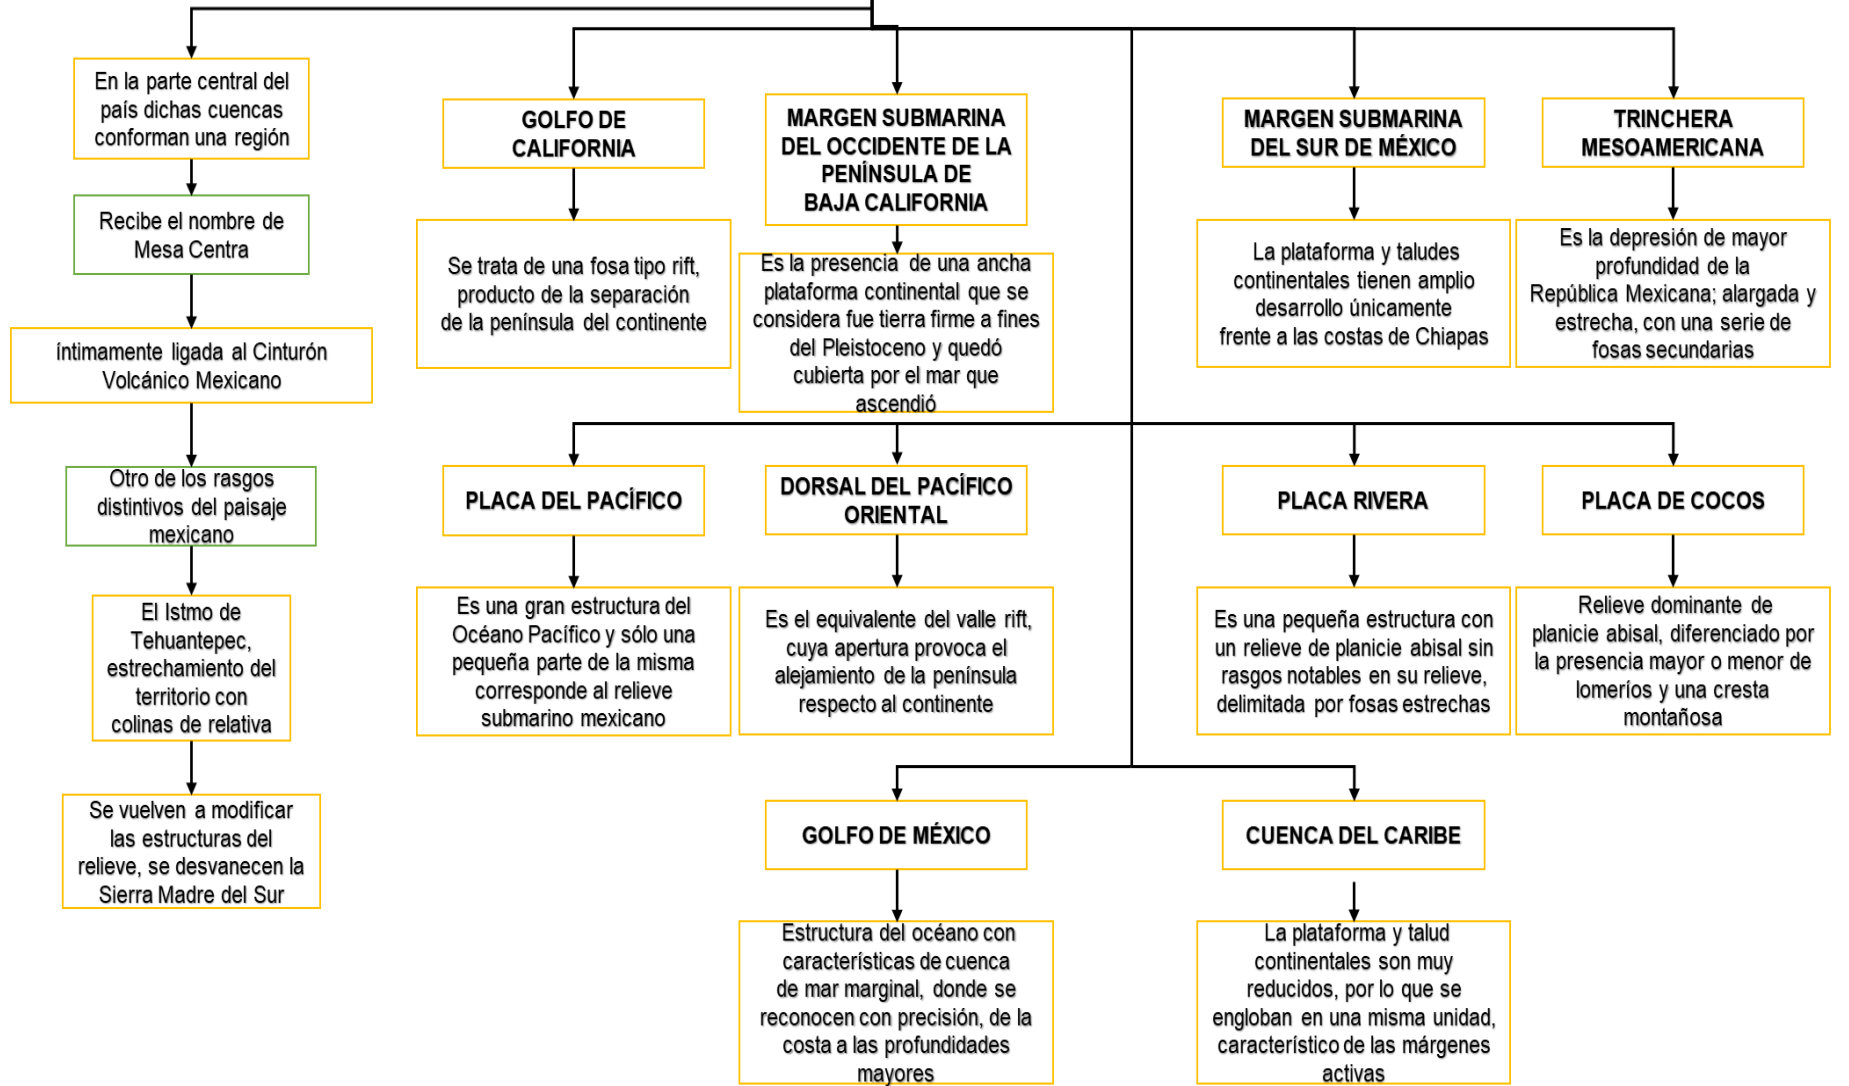 En la parte central del
país dichas cuencas
conforman una región
Recibe el nombre de
Mesa Centra
íntimamente ligada al Cinturón
Volcánico Mexicano
Otro de los rasgos
distintivos del paisaje
mexicano
El Istmo de
Tehuantepec,
estrechamiento del
territorio con
colinas de relativa
Se vuelven a modificar
las estructuras del
relieve, se desvanecen la
Sierra Madre del Sur
GOLFO DE
CALIFORNIA
Se trata de una fosa tipo rift,
producto de la separación
de la península del continente
MARGEN SUBMARINA
DEL OCCIDENTE DE LA
PENÍNSULA DE
BAJA CALIFORNIA
Es la presencia de una ancha
plataforma continental que se
considera fue tierra firme a fines
del Pleistoceno y quedó
cubierta por el mar que
ascendió
MARGEN SUBMARINA
DEL SUR DE MÉXICO
La plataforma y taludes
continentales tienen amplio
desarrollo únicamente
frente a las costas de Chiapas
TRINCHERA
MESOAMERICANA
Es la depresión de mayor
profundidad de la
República Mexicana; alargada y
estrecha, con una serie de
fosas secundarias
PLACA DEL PACÍFICO
Es una gran estructura del
Océano Pacífico y sólo una
pequeña parte de la misma
corresponde al relieve
submarino mexicano
DORSAL DEL PACÍFICO
ORIENTAL
Es el equivalente del valle rift,
cuya apertura provoca el
alejamiento de la península
respecto al continente
PLACA RIVERA
Es una pequeña estructura con
un relieve de planicie abisal sin
rasgos notables en su relieve,
delimitada por fosas estrechas
PLACA DE COCOS
Relieve dominante de
planicie abisal, diferenciado por
la presencia mayor o menor de
lomeríos y una cresta
montañosa
GOLFO DE MÉXICO
Estructura del océano con
características de cuenca
de mar marginal, donde se
reconocen con precisión, de la
costa a las profundidades
mayores
CUENCA DEL CARIBE
La plataforma y talud
continentales son muy
reducidos, por lo que se
engloban en una misma unidad,
característico de las márgenes
activas